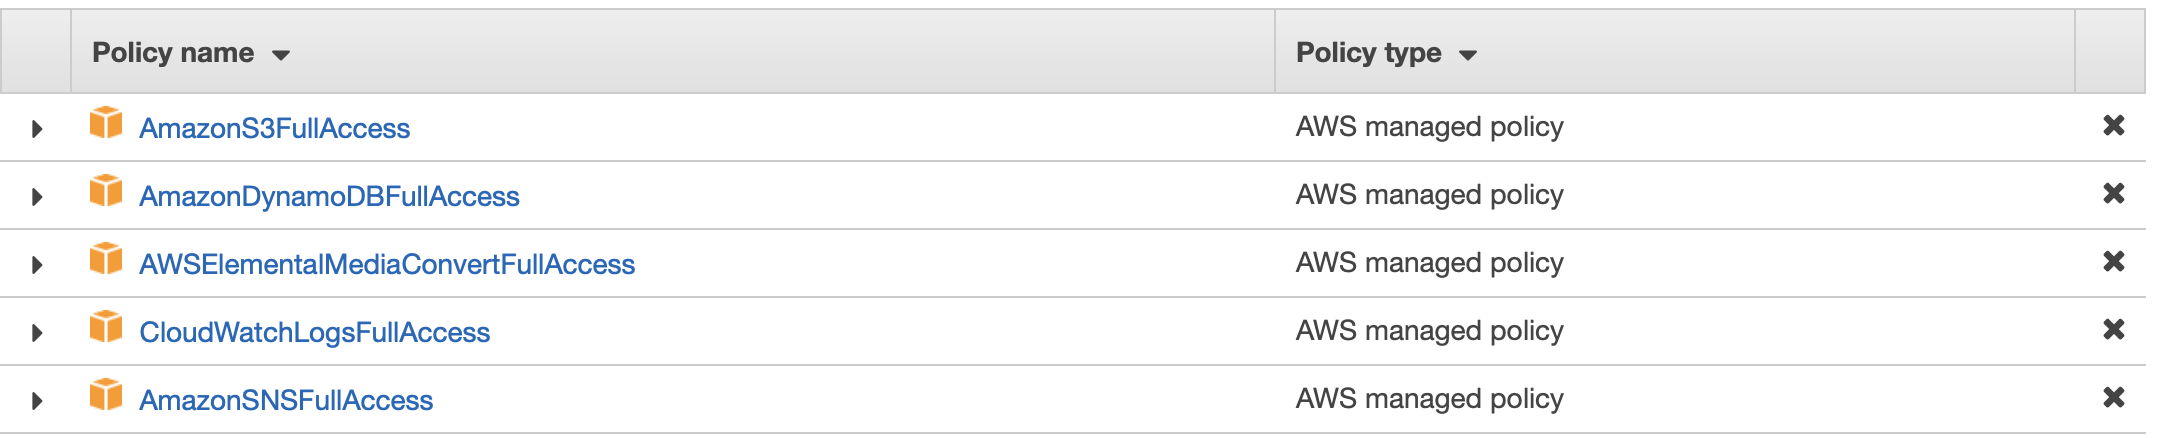 Policy name Policy type
AmazonS3FullAccess AWS managed policy
AmazonDynamoDBFullAccess AWS managed policy
AWSElementalMediaConvertFullAccess AWS managed policy
CloudWatchLogsFullAccess AWS managed policy
AmazonSNSFullAccess AWS managed policy